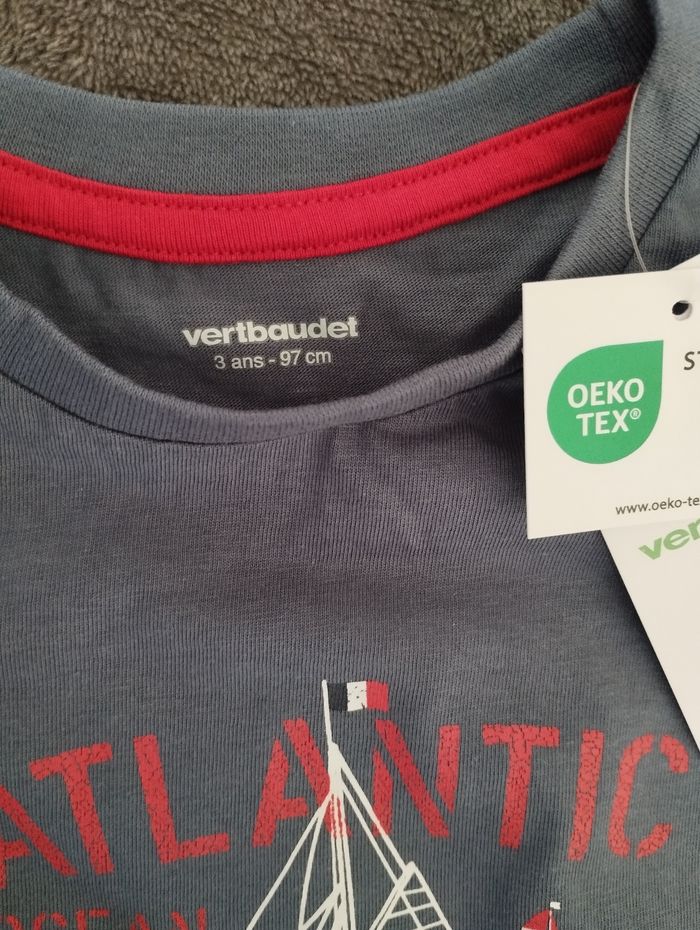 vertbaudet
3 ans - 97 cm
OEKO
TEX®
ATLANTIC